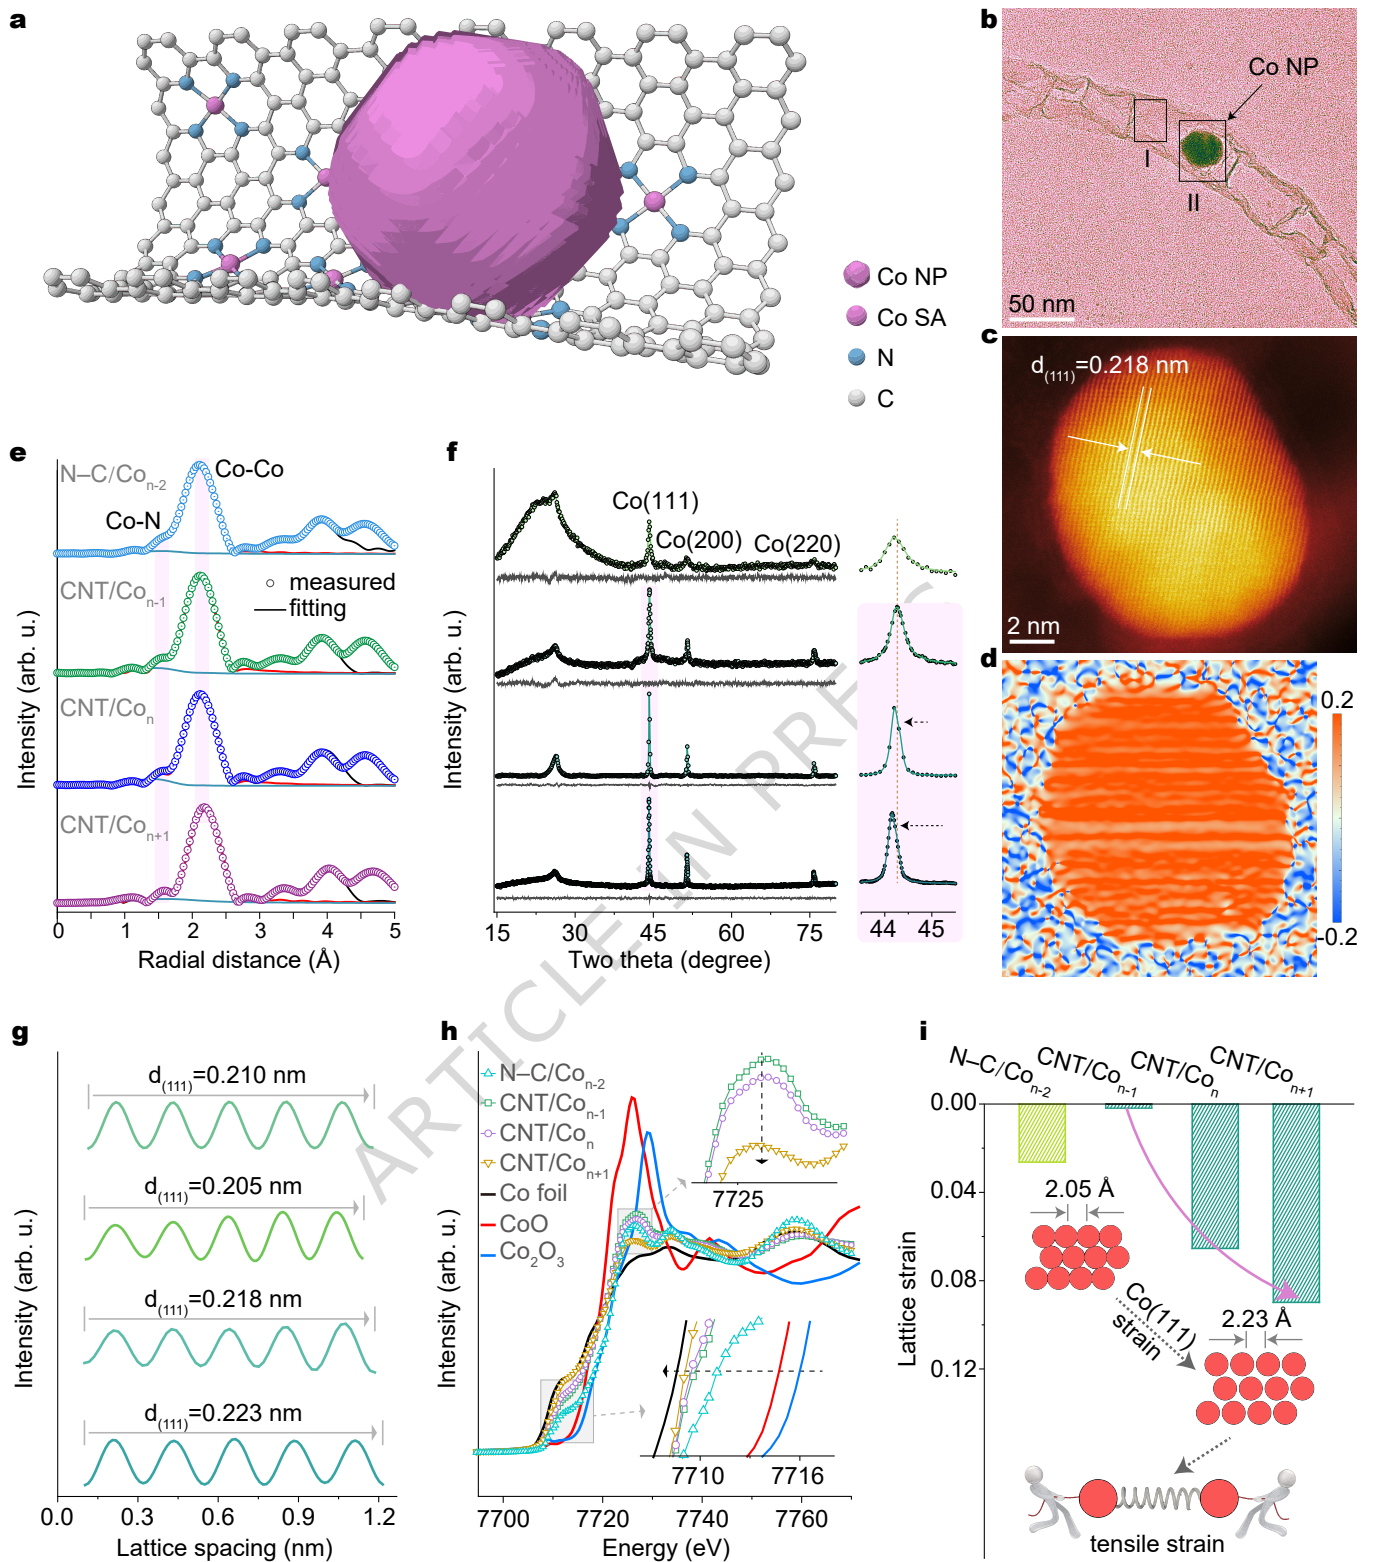 a
Co NP
Co SA
N
C
b
Co NP
I
II
50 nm
c
d(111)=0.218 nm
2 nm
d
0.2
-0.2
e
N–C/Con-2
Co-Co
Co-N
CNT/Con-1
measured
fitting
CNT/Con
CNT/Con+1
Intensity (arb. u.)
0 1 2 3 4 5
Radial distance (Å)
f
Co(111)
Co(200)
Co(220)
Intensity (arb. u.)
15 30 45 60 75
44 45
Two theta (degree)
ARTICLE IN PRESS
g
d(111)=0.210 nm
d(111)=0.205 nm
d(111)=0.218 nm
d(111)=0.223 nm
Intensity (arb. u.)
0.0 0.3 0.6 0.9 1.2
Lattice spacing (nm)
h
N–C/Con-2
CNT/Con-1
CNT/Con
CNT/Con+1
Co foil
CoO
Co2O3
7725
7710 7716
Intensity (arb. u.)
7700 7720 7740 7760
Energy (eV)
i
N–C/Con-2
CNT/Con-1
CNT/Con
CNT/Con+1
0.00
0.04
0.08
0.12
Lattice strain
2.05 Å
Co(111)
strain
2.23 Å
tensile strain